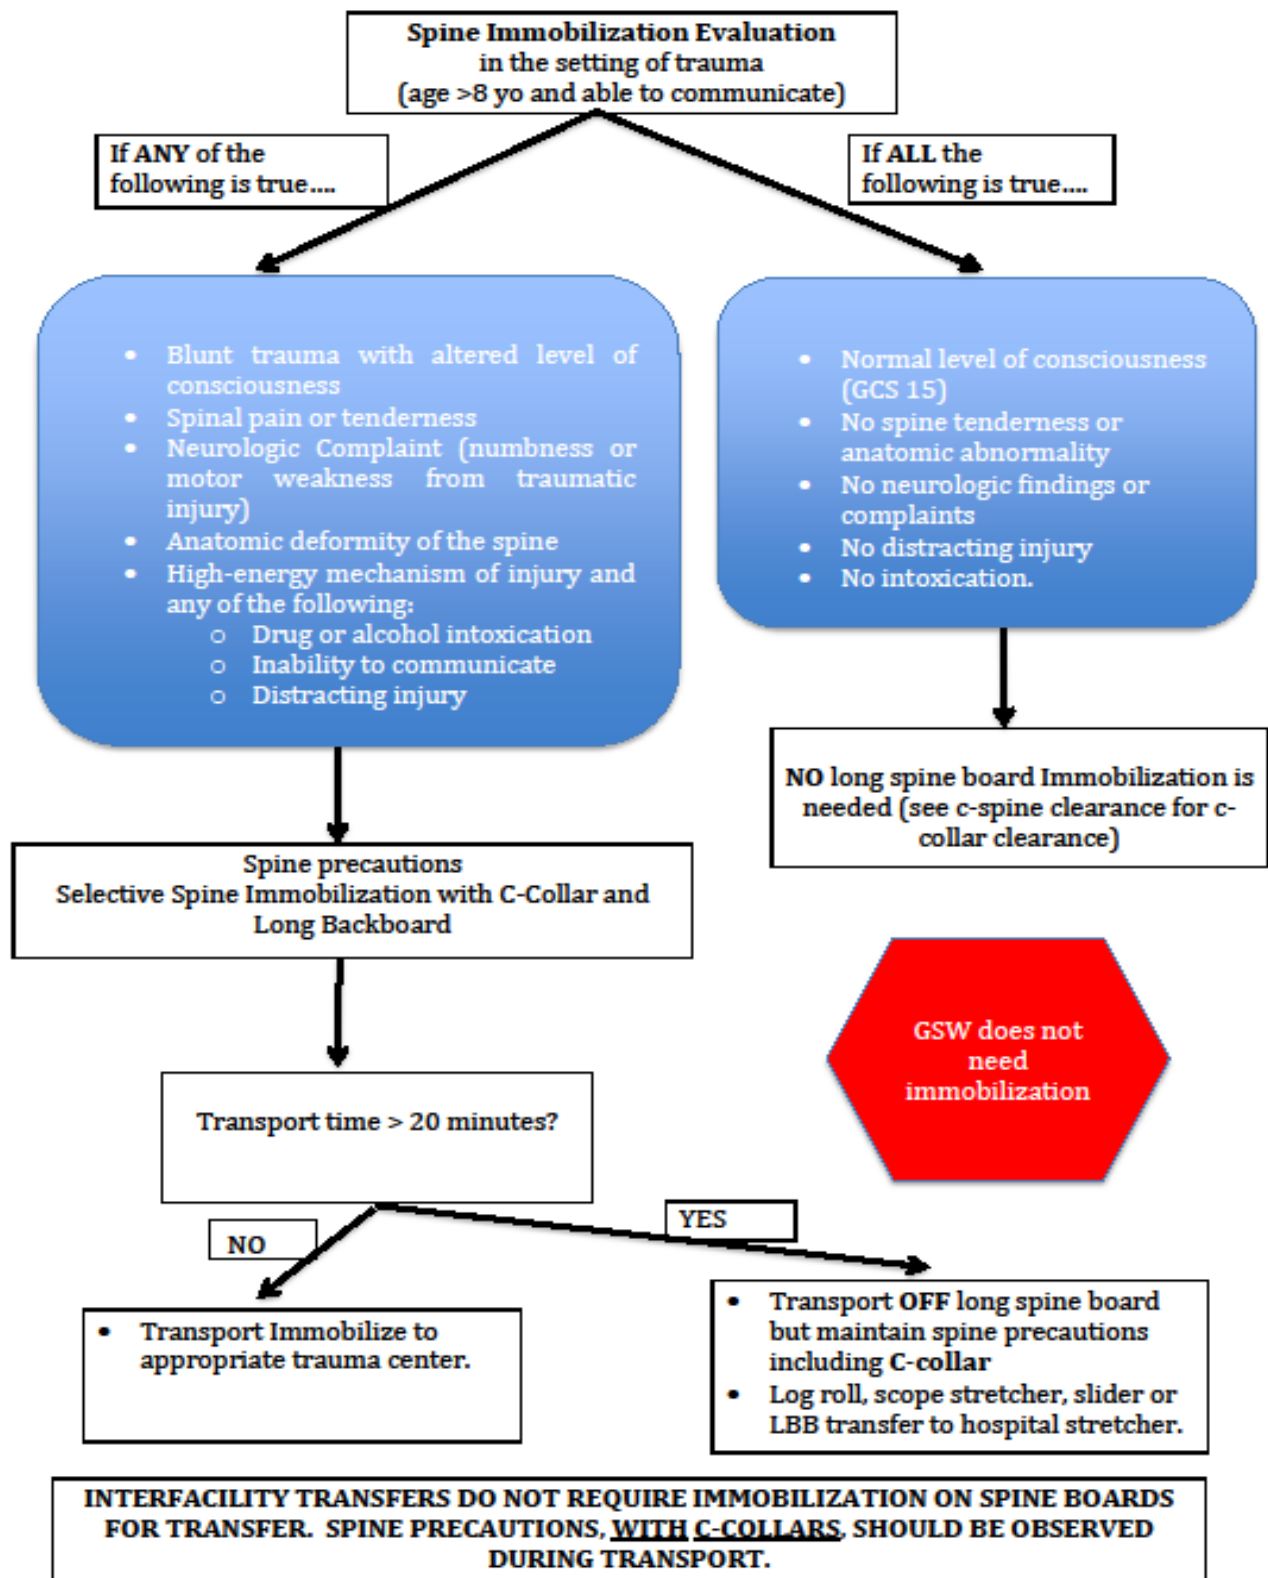 Spine Immobilization Evaluation
in the setting of trauma
(age >8 yo and able to communicate)
If ANY of the
following is true....
If ALL the
following is true....
• Blunt trauma with altered level of
consciousness
• Spinal pain or tenderness
• Neurologic Complaint (numbness or
motor weakness from traumatic
injury)
• Anatomic deformity of the spine
• High-energy mechanism of injury and
any of the following:
o Drug or alcohol intoxication
o Inability to communicate
o Distracting injury
• Normal level of consciousness
(GCS 15)
• No spine tenderness or
anatomic abnormality
• No neurologic findings or
complaints
• No distracting injury
• No intoxication.
NO long spine board Immobilization is
needed (see c-spine clearance for c-
collar clearance)
Spine precautions
Selective Spine Immobilization with C-Collar and
Long Backboard
GSW does not
need
immobilization
Transport time > 20 minutes?
NO
YES
• Transport Immobilize to
appropriate trauma center.
• Transport OFF long spine board
but maintain spine precautions
including C-collar
• Log roll, scope stretcher, slider or
LBB transfer to hospital stretcher.
INTERFACILITY TRANSFERS DO NOT REQUIRE IMMOBILIZATION ON SPINE BOARDS
FOR TRANSFER.  SPINE PRECAUTIONS, WITH C-COLLARS, SHOULD BE OBSERVED
DURING TRANSPORT.